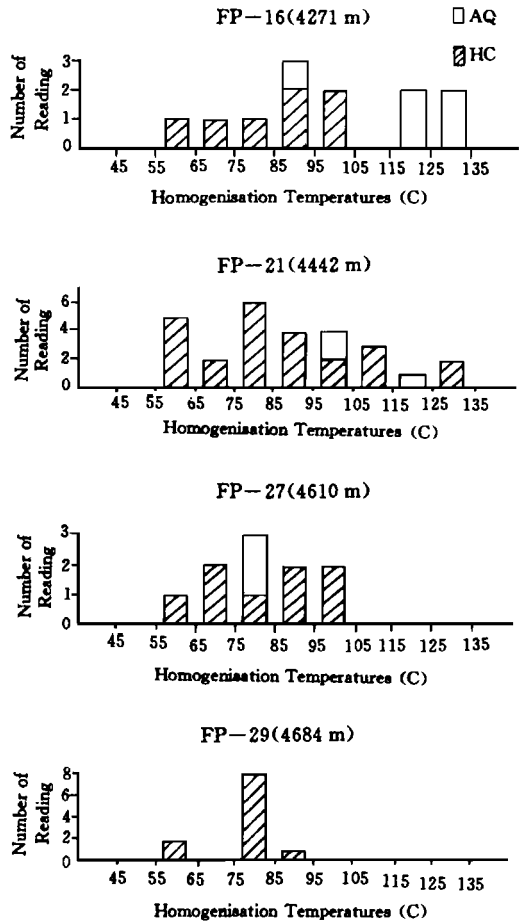 FP-16(4271 m)
AQ
HC
Number of Reading
3
2
1
0
45 55 65 75 85 95 105 115 125 135
Homogenisation Temperatures (C)
FP-21(4442 m)
Number of Reading
6
4
2
0
45 55 65 75 85 95 105 115 125 135
Homogenisation Temperatures (C)
FP-27(4610 m)
Number of Reading
3
2
1
0
45 55 65 75 85 95 105 115 125 135
Homogenisation Temperatures (C)
FP-29(4684 m)
Number of Reading
8
6
4
2
0
45 55 65 75 85 95 105 115 125 135
Homogenisation Temperatures (C)